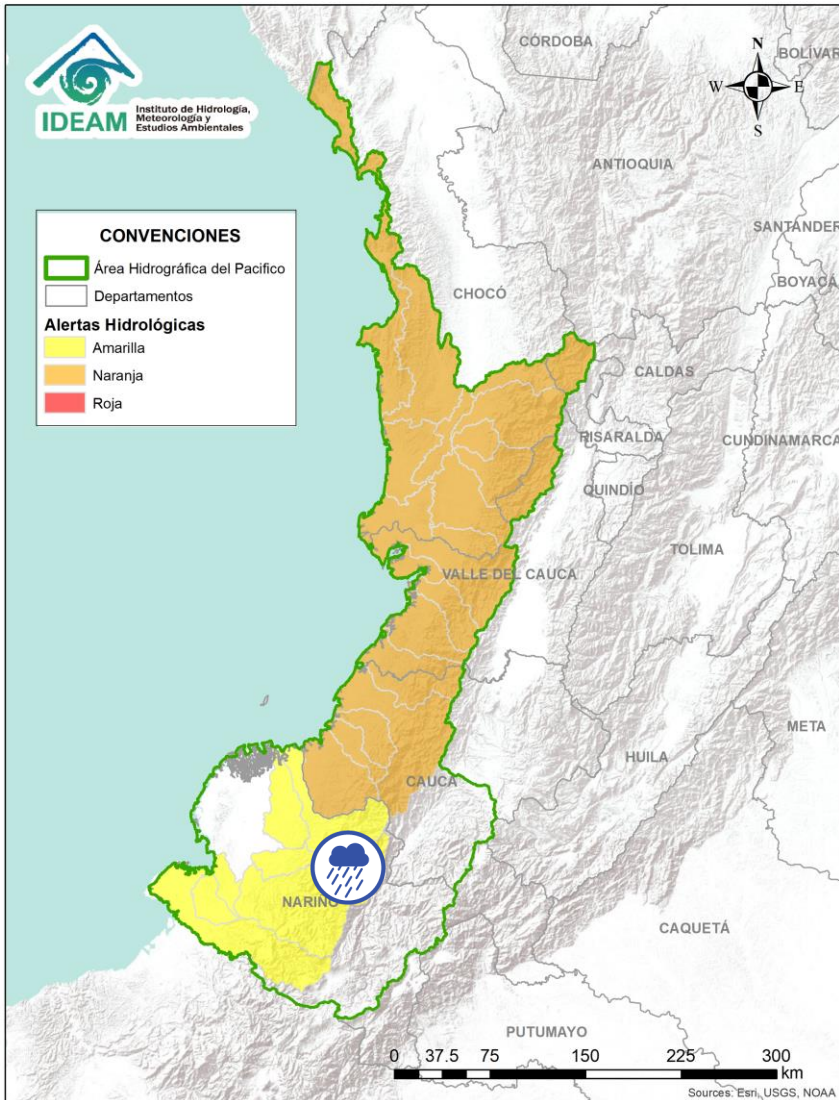 IDEAM
Instituto de Hidrología,
Meteorología y
Estudios Ambientales
CÓRDOBA
BOLÍVAR
N
W
E
S
ANTIOQUIA
SANTANDER
BOYACÁ
CONVENCIONES
Área Hidrográfica del Pacifico
Departamentos
Alertas Hidrológicas
Amarilla
Naranja
Roja
CHOCÓ
CALDAS
RISARALDA
CUNDINAMARCA
QUINDÍO
TOLIMA
VALLE DEL CAUCA
META
HUILA
CAUCA
NARIÑO
CAQUETÁ
PUTUMAYO
0 37.5 75 150 225 300
km
Sources: Esri, USGS, NOAA